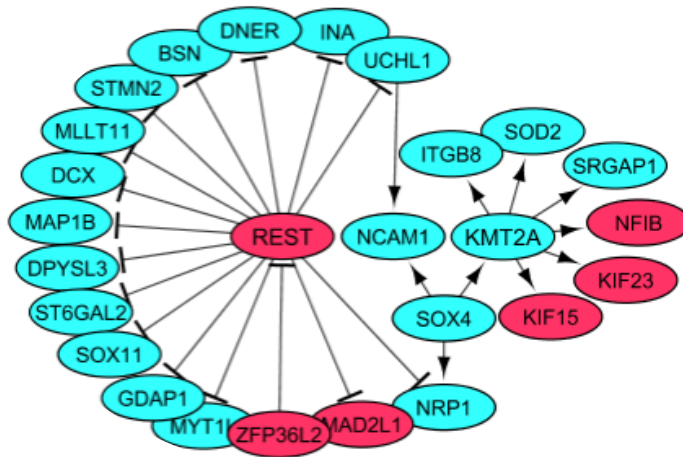 DNER
INA
BSN
UCHL1
STMN2
MLLT11
SOD2
ITGB8
SRGAP1
DCX
MAP1B
NFIB
REST
NCAM1
KMT2A
DPYSL3
KIF23
ST6GAL2
SOX4
KIF15
SOX11
GDAP1
NRP1
MYT1L
ZFP36L2
MAD2L1